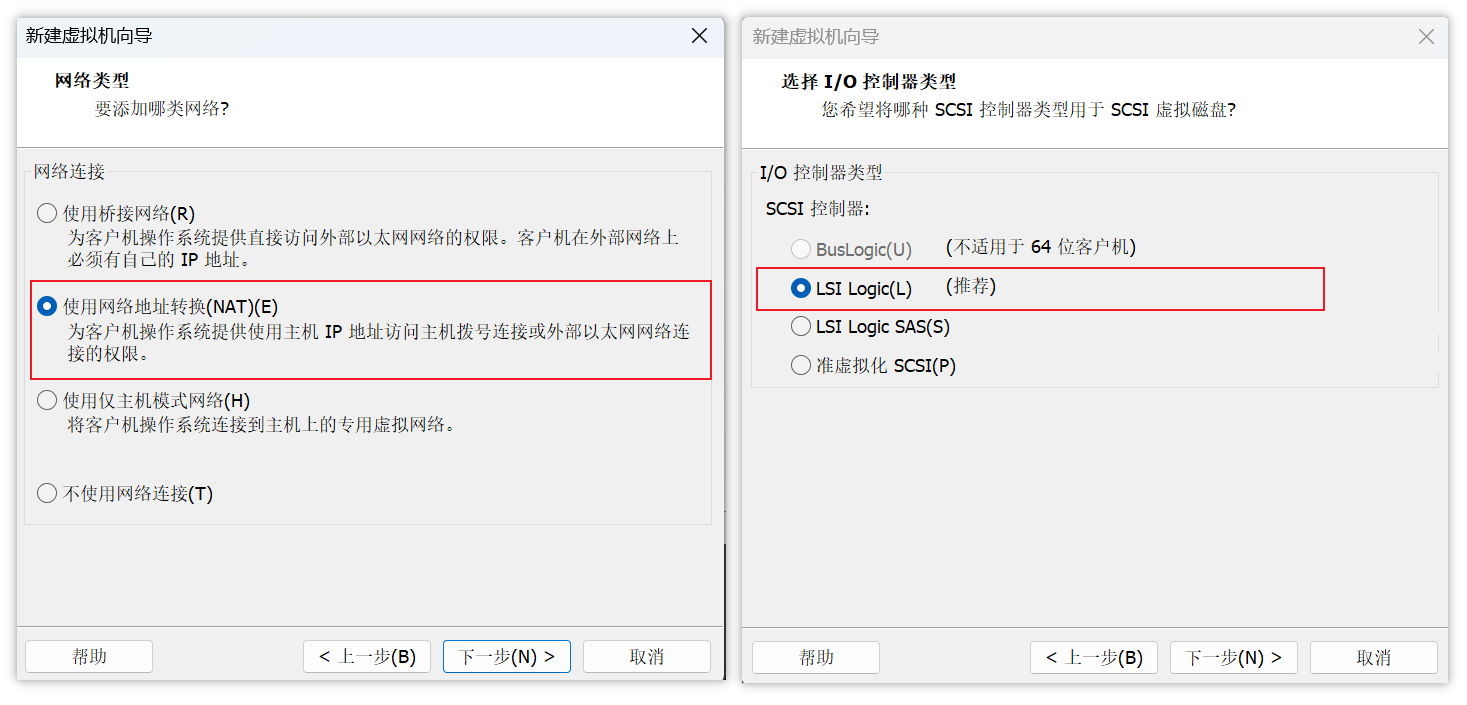 新建虚拟机向导
网络类型
要添加哪类网络?
网络连接
使用桥接网络(R)
为客户机操作系统提供直接访问外部以太网网络的权限。客户机在外部网络上
必须有自己的 IP 地址。
使用网络地址转换(NAT)(E)
为客户机操作系统提供使用主机 IP 地址访问主机拨号连接或外部以太网网络连
接的权限。
使用仅主机模式网络(H)
将客户机操作系统连接到主机上的专用虚拟网络。
不使用网络连接(T)
帮助
< 上一步(B)
下一步(N) >
取消
新建虚拟机向导
选择 I/O 控制器类型
您希望将哪种 SCSI 控制器类型用于 SCSI 虚拟磁盘?
I/O 控制器类型
SCSI 控制器:
BusLogic(U) (不适用于 64 位客户机)
LSI Logic(L) (推荐)
LSI Logic SAS(S)
准虚拟化 SCSI(P)
帮助
< 上一步(B)
下一步(N) >
取消